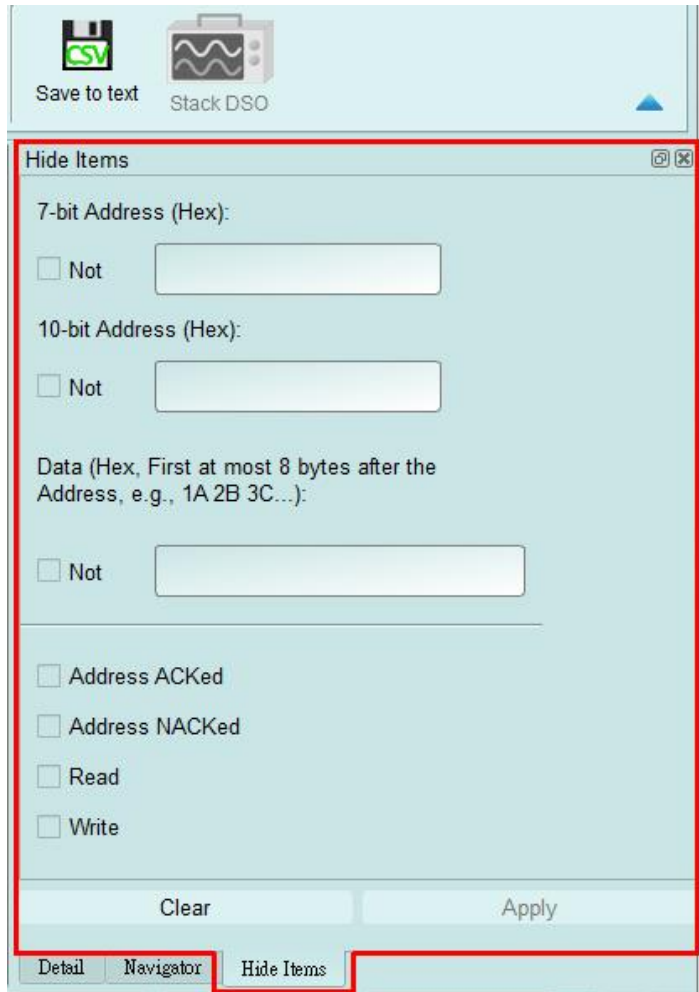 CSV
Save to text
Stack DSO
Hide Items
7-bit Address (Hex):
Not
10-bit Address (Hex):
Not
Data (Hex, First at most 8 bytes after the
Address, e.g., 1A 2B 3C...):
Not
Address ACKed
Address NACKed
Read
Write
Clear Apply
Detail Navigator Hide Items